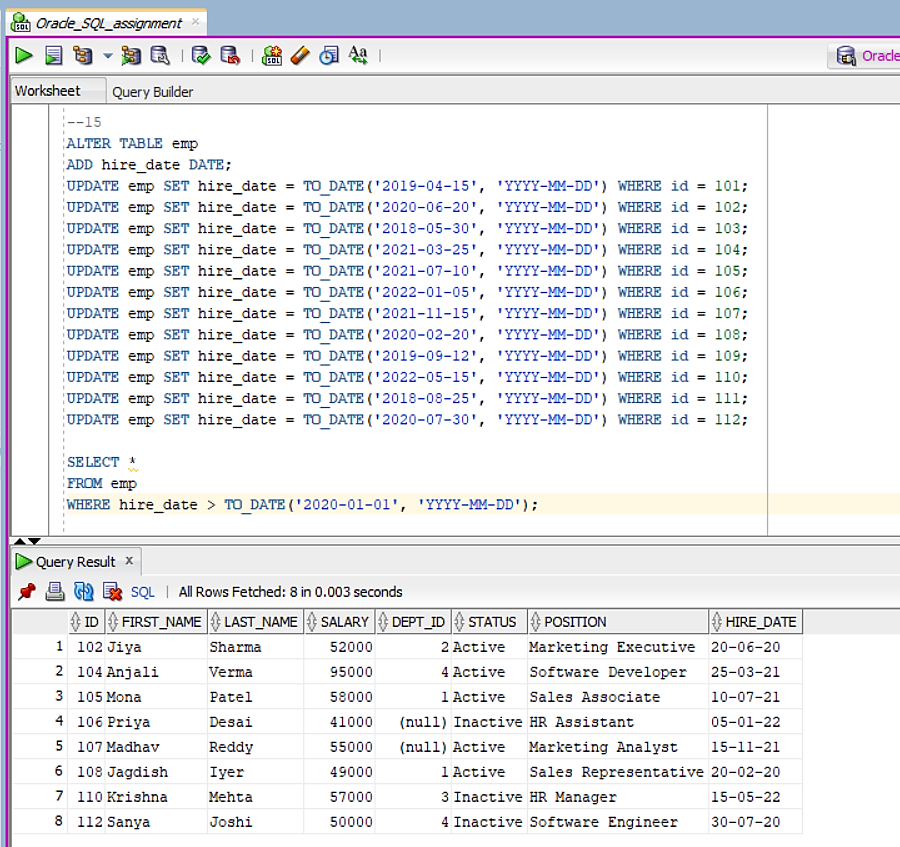 Oracle_SQL_assignment ×
Oracle
Worksheet Query Builder
--15
ALTER TABLE emp
ADD hire_date DATE;
UPDATE emp SET hire_date = TO_DATE('2019-04-15', 'YYYY-MM-DD') WHERE id = 101;
UPDATE emp SET hire_date = TO_DATE('2020-06-20', 'YYYY-MM-DD') WHERE id = 102;
UPDATE emp SET hire_date = TO_DATE('2018-05-30', 'YYYY-MM-DD') WHERE id = 103;
UPDATE emp SET hire_date = TO_DATE('2021-03-25', 'YYYY-MM-DD') WHERE id = 104;
UPDATE emp SET hire_date = TO_DATE('2021-07-10', 'YYYY-MM-DD') WHERE id = 105;
UPDATE emp SET hire_date = TO_DATE('2022-01-05', 'YYYY-MM-DD') WHERE id = 106;
UPDATE emp SET hire_date = TO_DATE('2021-11-15', 'YYYY-MM-DD') WHERE id = 107;
UPDATE emp SET hire_date = TO_DATE('2020-02-20', 'YYYY-MM-DD') WHERE id = 108;
UPDATE emp SET hire_date = TO_DATE('2019-09-12', 'YYYY-MM-DD') WHERE id = 109;
UPDATE emp SET hire_date = TO_DATE('2022-05-15', 'YYYY-MM-DD') WHERE id = 110;
UPDATE emp SET hire_date = TO_DATE('2018-08-25', 'YYYY-MM-DD') WHERE id = 111;
UPDATE emp SET hire_date = TO_DATE('2020-07-30', 'YYYY-MM-DD') WHERE id = 112;
SELECT *
FROM emp
WHERE hire_date > TO_DATE('2020-01-01', 'YYYY-MM-DD');
Query Result ×
SQL | All Rows Fetched: 8 in 0.003 seconds
ID FIRST_NAME LAST_NAME SALARY DEPT_ID STATUS POSITION HIRE_DATE
1 102 Jiya Sharma 52000 2 Active Marketing Executive 20-06-20
2 104 Anjali Verma 95000 4 Active Software Developer 25-03-21
3 105 Mona Patel 58000 1 Active Sales Associate 10-07-21
4 106 Priya Desai 41000 (null) Inactive HR Assistant 05-01-22
5 107 Madhav Reddy 55000 (null) Active Marketing Analyst 15-11-21
6 108 Jagdish Iyer 49000 1 Active Sales Representative 20-02-20
7 110 Krishna Mehta 57000 3 Inactive HR Manager 15-05-22
8 112 Sanya Joshi 50000 4 Inactive Software Engineer 30-07-20